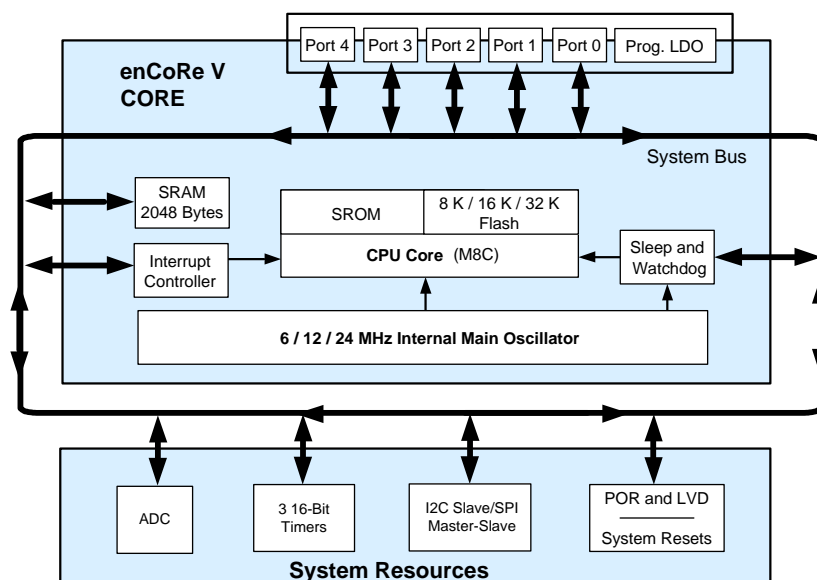 Port 4
Port 3
Port 2
Port 1
Port 0
Prog. LDO
enCoRe V
CORE
System Bus
SRAM
2048 Bytes
SROM
8 K / 16 K / 32 K
Flash
Interrupt
Controller
CPU Core (M8C)
Sleep and
Watchdog
6 / 12 / 24 MHz Internal Main Oscillator
ADC
3 16-Bit
Timers
I2C Slave/SPI
Master-Slave
POR and LVD
System Resets
System Resources